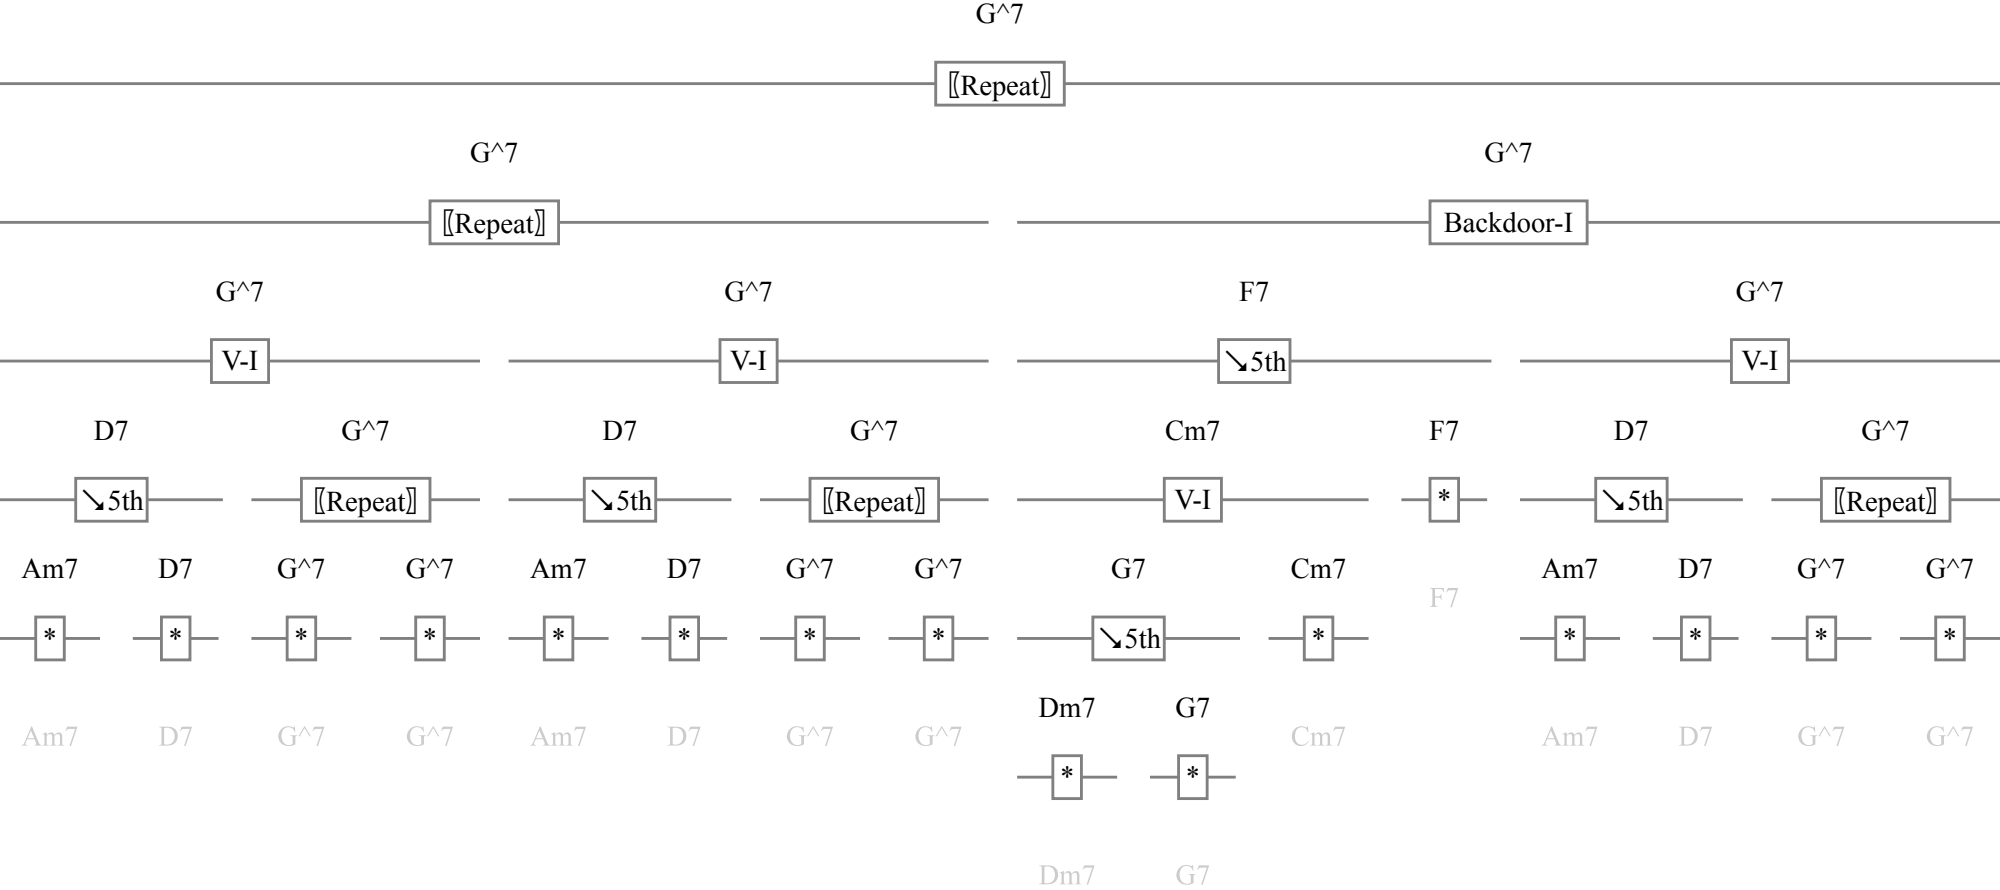 G^7
⟦Repeat⟧
G^7 G^7
⟦Repeat⟧ Backdoor-I
G^7 G^7 F7 G^7
V-I V-I ↘5th V-I
D7 G^7 D7 G^7 Cm7 F7 D7 G^7
↘5th ⟦Repeat⟧ ↘5th ⟦Repeat⟧ V-I * ↘5th ⟦Repeat⟧
Am7 D7 G^7 G^7 Am7 D7 G^7 G^7 G7 Cm7 Am7 D7 G^7 G^7
F7
* * * * * * * * ↘5th * * * * *
Dm7 G7
Am7 D7 G^7 G^7 Am7 D7 G^7 G^7 Cm7 Am7 D7 G^7 G^7
* *
Dm7 G7